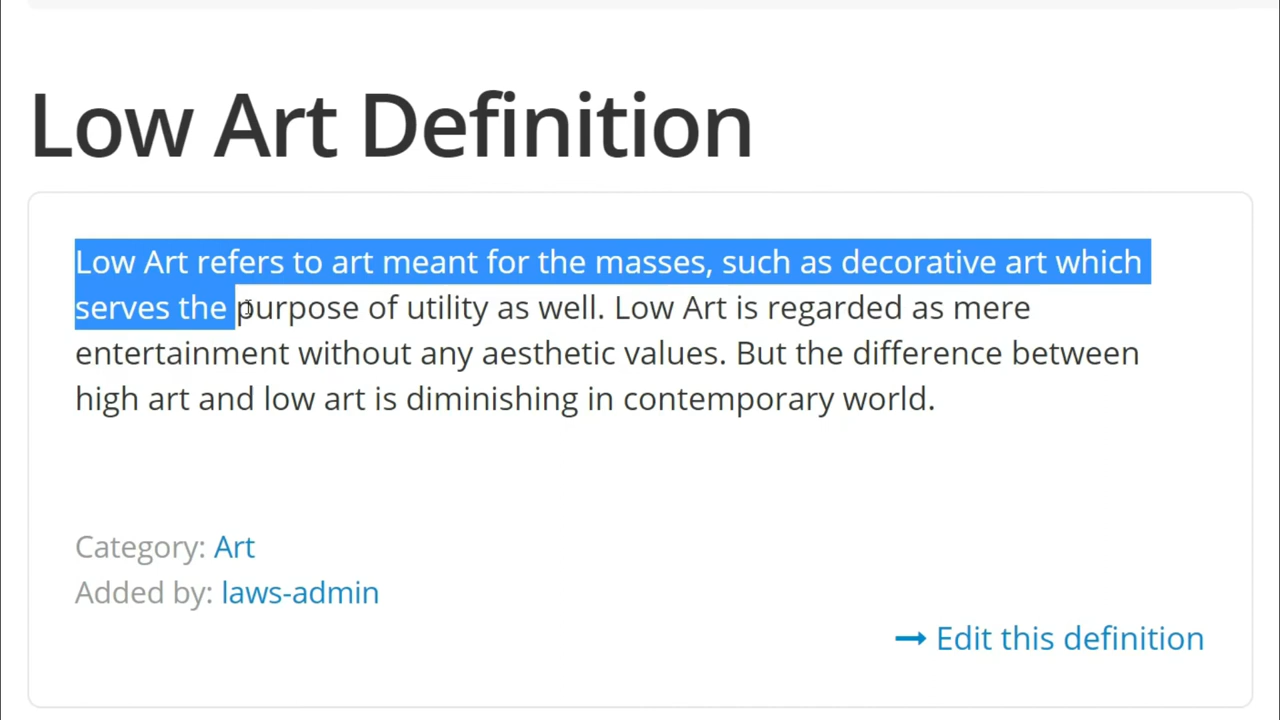 Low Art Definition
Low Art refers to art meant for the masses, such as decorative art which
serves the purpose of utility as well. Low Art is regarded as mere
entertainment without any aesthetic values. But the difference between
high art and low art is diminishing in contemporary world.
Category: Art
Added by: laws-admin
→ Edit this definition